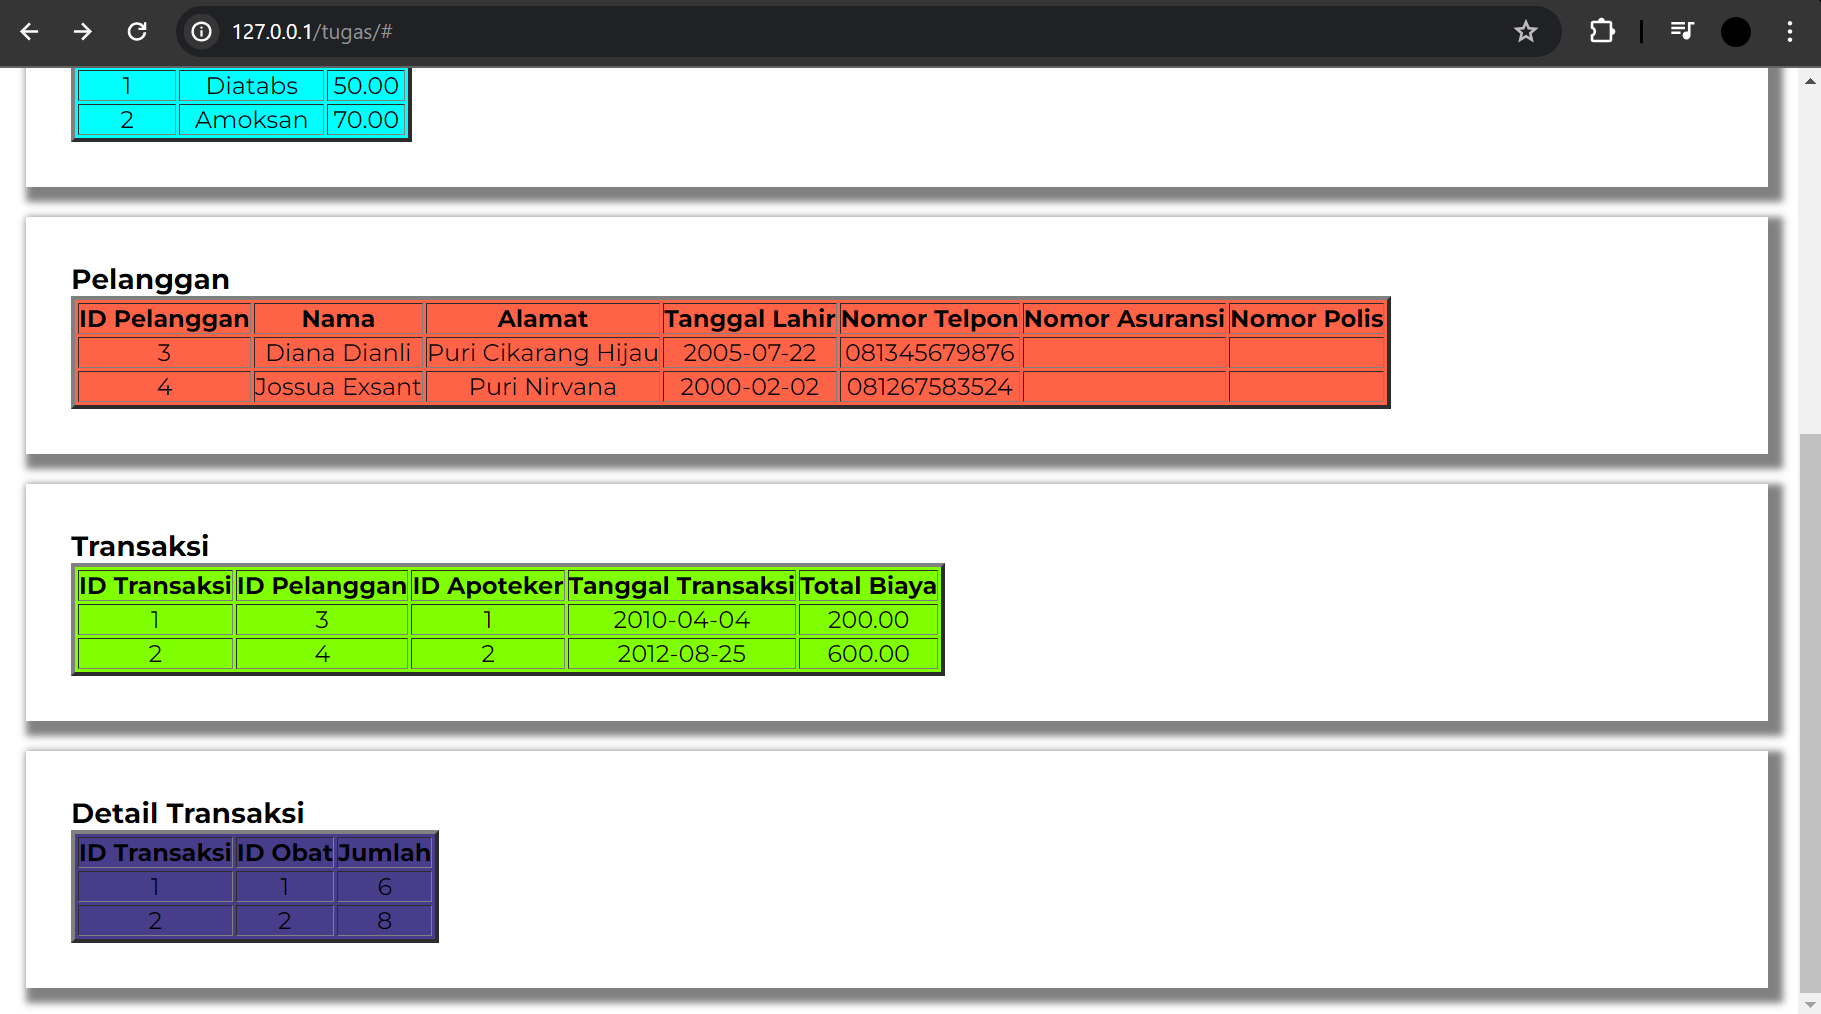 127.0.0.1/tugas/#
1 Diatabs 50.00
2 Amoksan 70.00
Pelanggan
ID Pelanggan Nama Alamat Tanggal Lahir Nomor Telpon Nomor Asuransi Nomor Polis
3 Diana Dianli Puri Cikarang Hijau 2005-07-22 081345679876
4 Jossua Exsant Puri Nirvana 2000-02-02 081267583524
Transaksi
ID Transaksi ID Pelanggan ID Apoteker Tanggal Transaksi Total Biaya
1 3 1 2010-04-04 200.00
2 4 2 2012-08-25 600.00
Detail Transaksi
ID Transaksi ID Obat Jumlah
1 1 6
2 2 8